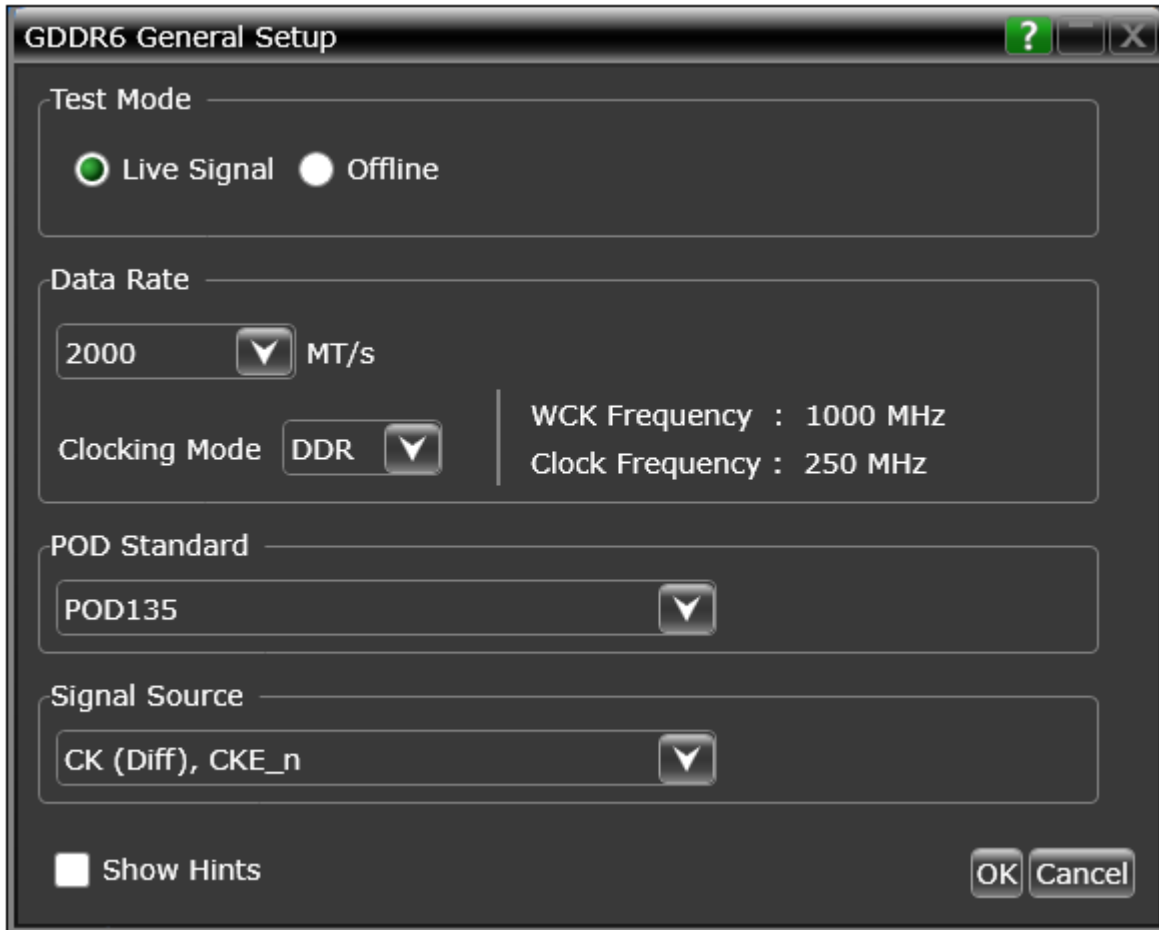 GDDR6 General Setup ? X
Test Mode
Live Signal Offline
Data Rate
2000 MT/s
Clocking Mode DDR
WCK Frequency : 1000 MHz
Clock Frequency : 250 MHz
POD Standard
POD135
Signal Source
CK (Diff), CKE_n
Show Hints
OK Cancel